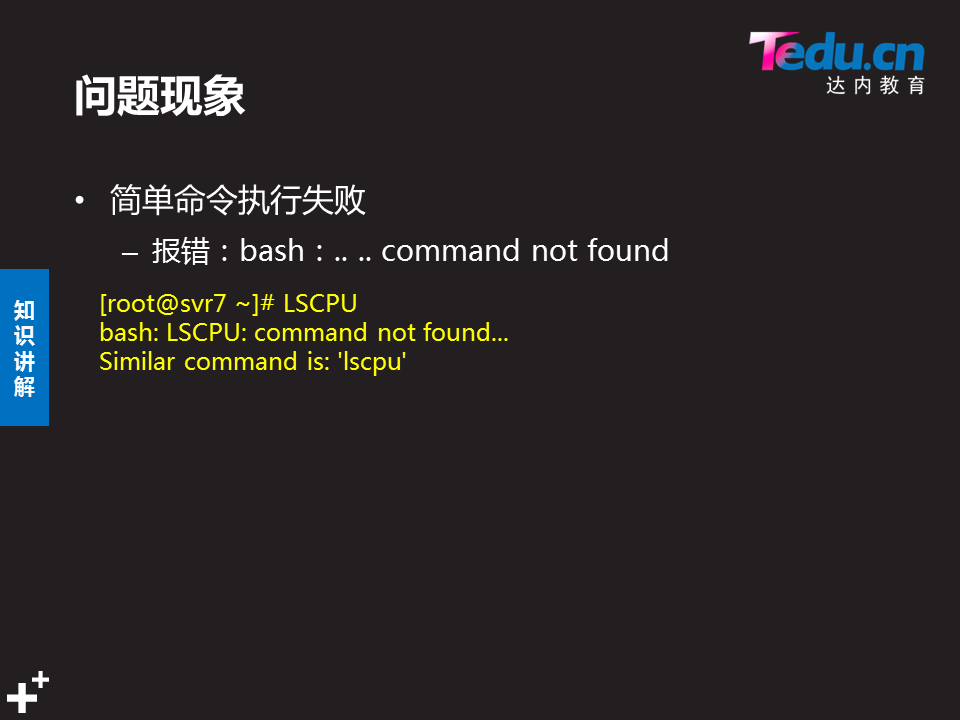 Tedu.cn
达内教育
问题现象
• 简单命令执行失败
– 报错：bash：.. .. command not found
[root@svr7 ~]# LSCPU
bash: LSCPU: command not found...
Similar command is: 'lscpu'
知
识
讲
解